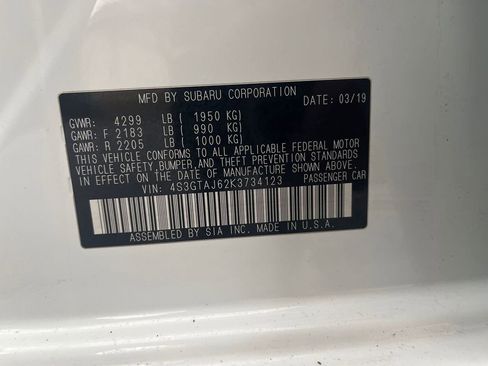 MFD BY SUBARU CORPORATION DATE: 03/19
GVWR: 4299 LB ( 1950 KG)
GAWR: F 2183 LB ( 990 KG)
GAWR: R 2205 LB ( 1000 KG)
THIS VEHICLE CONFORMS TO ALL APPLICABLE FEDERAL MOTOR
VEHICLE SAFETY,BUMPER,AND THEFT PREVENTION STANDARDS
IN EFFECT ON THE DATE OF MANUFACTURE SHOWN ABOVE.
VIN: 4S3GTAJ62K3734123 PASSENGER CAR
ASSEMBLED BY SIA INC. MADE IN U.S.A.